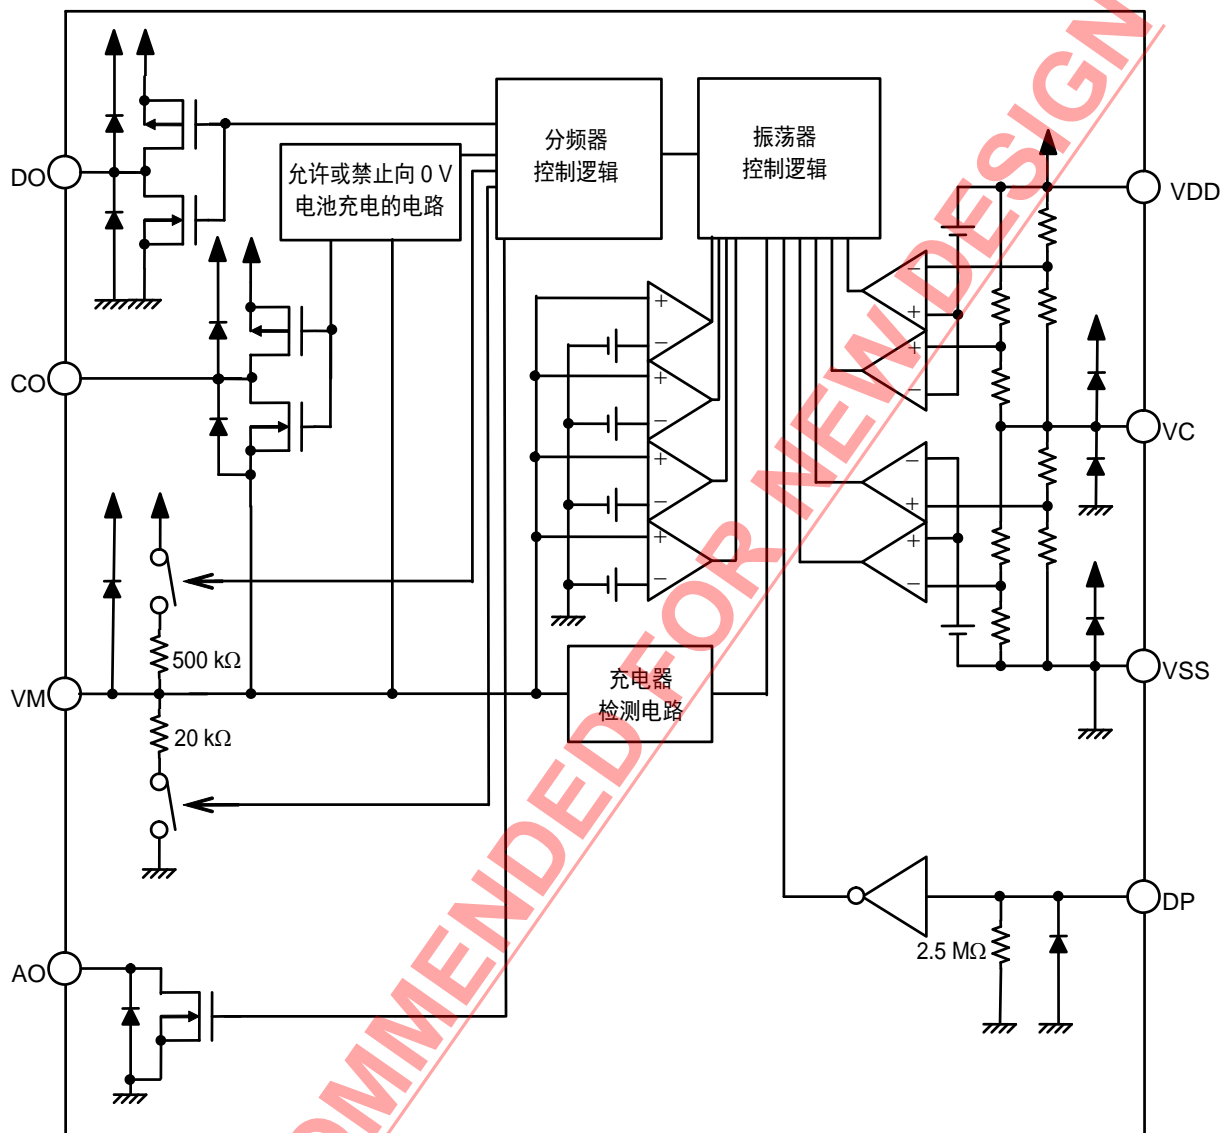 DO
CO
VM
AO
VDD
VC
VSS
DP
分频器
控制逻辑
振荡器
控制逻辑
允许或禁止向 0 V
电池充电的电路
+
−
+
−
+
−
+
−
−
+
+
−
−
+
+
−
500 kΩ
20 kΩ
充电器
检测电路
2.5 MΩ
OMMENDED FOR NEW DESIGN